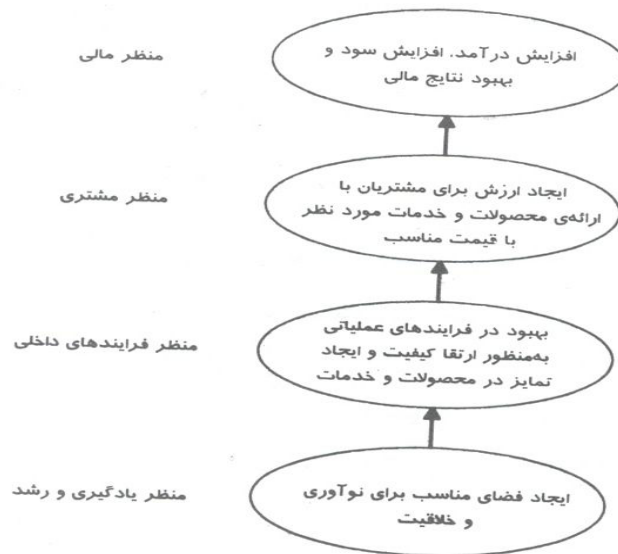 منظر مالی
افزایش درآمد. افزایش سود و
بهبود نتایج مالی
منظر مشتری
ایجاد ارزش برای مشتریان با
ارائه‌ی محصولات و خدمات مورد نظر
با قیمت مناسب
منظر فرایندهای داخلی
بهبود در فرایندهای عملیاتی
به‌منظور ارتقا کیفیت و ایجاد
تمایز در محصولات و خدمات
منظر یادگیری و رشد
ایجاد فضای مناسب برای نوآوری
و خلاقیت